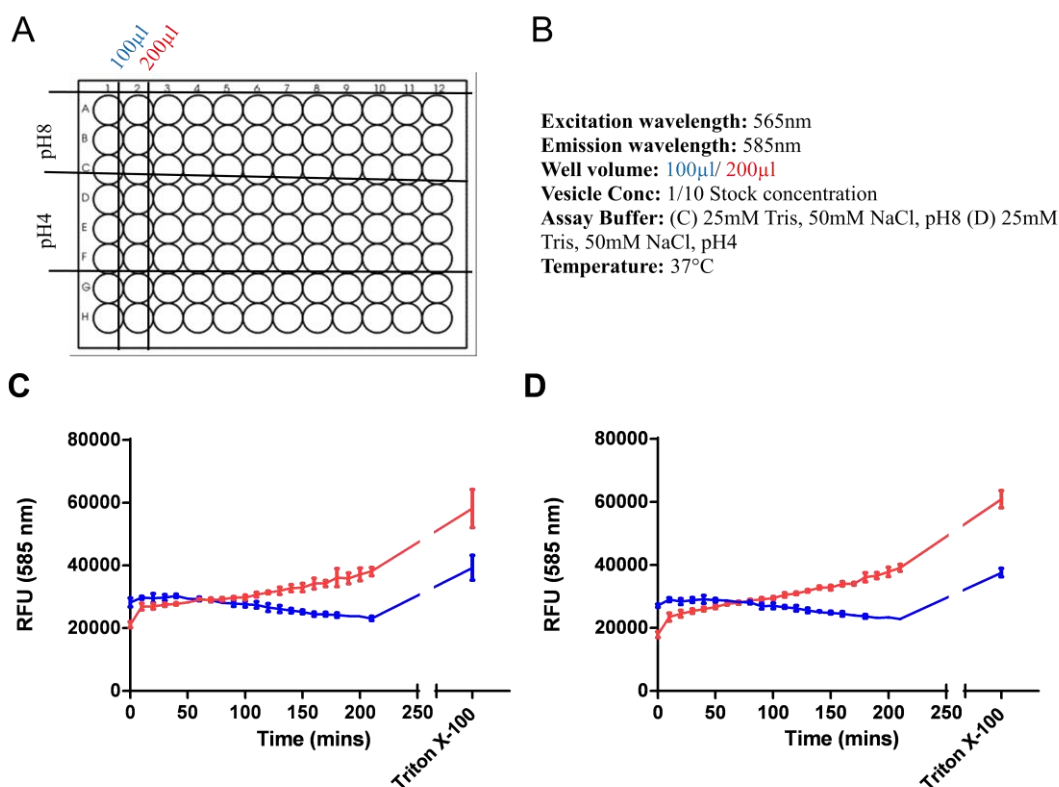 A
B
100µl
200µl
1 2 3 4 5 6 7 8 9 10 11 12
pH8
A
B
C
pH4
D
E
F
G
H
Excitation wavelength: 565nm
Emission wavelength: 585nm
Well volume: 100µl/ 200µl
Vesicle Conc: 1/10 Stock concentration
Assay Buffer: (C) 25mM Tris, 50mM NaCl, pH8 (D) 25mM
Tris, 50mM NaCl, pH4
Temperature: 37°C
C
RFU (585 nm)
80000
60000
40000
20000
0
0 50 100 150 200 250 Triton X-100
Time (mins)
D
RFU (585 nm)
80000
60000
40000
20000
0
0 50 100 150 200 250 Triton X-100
Time (mins)